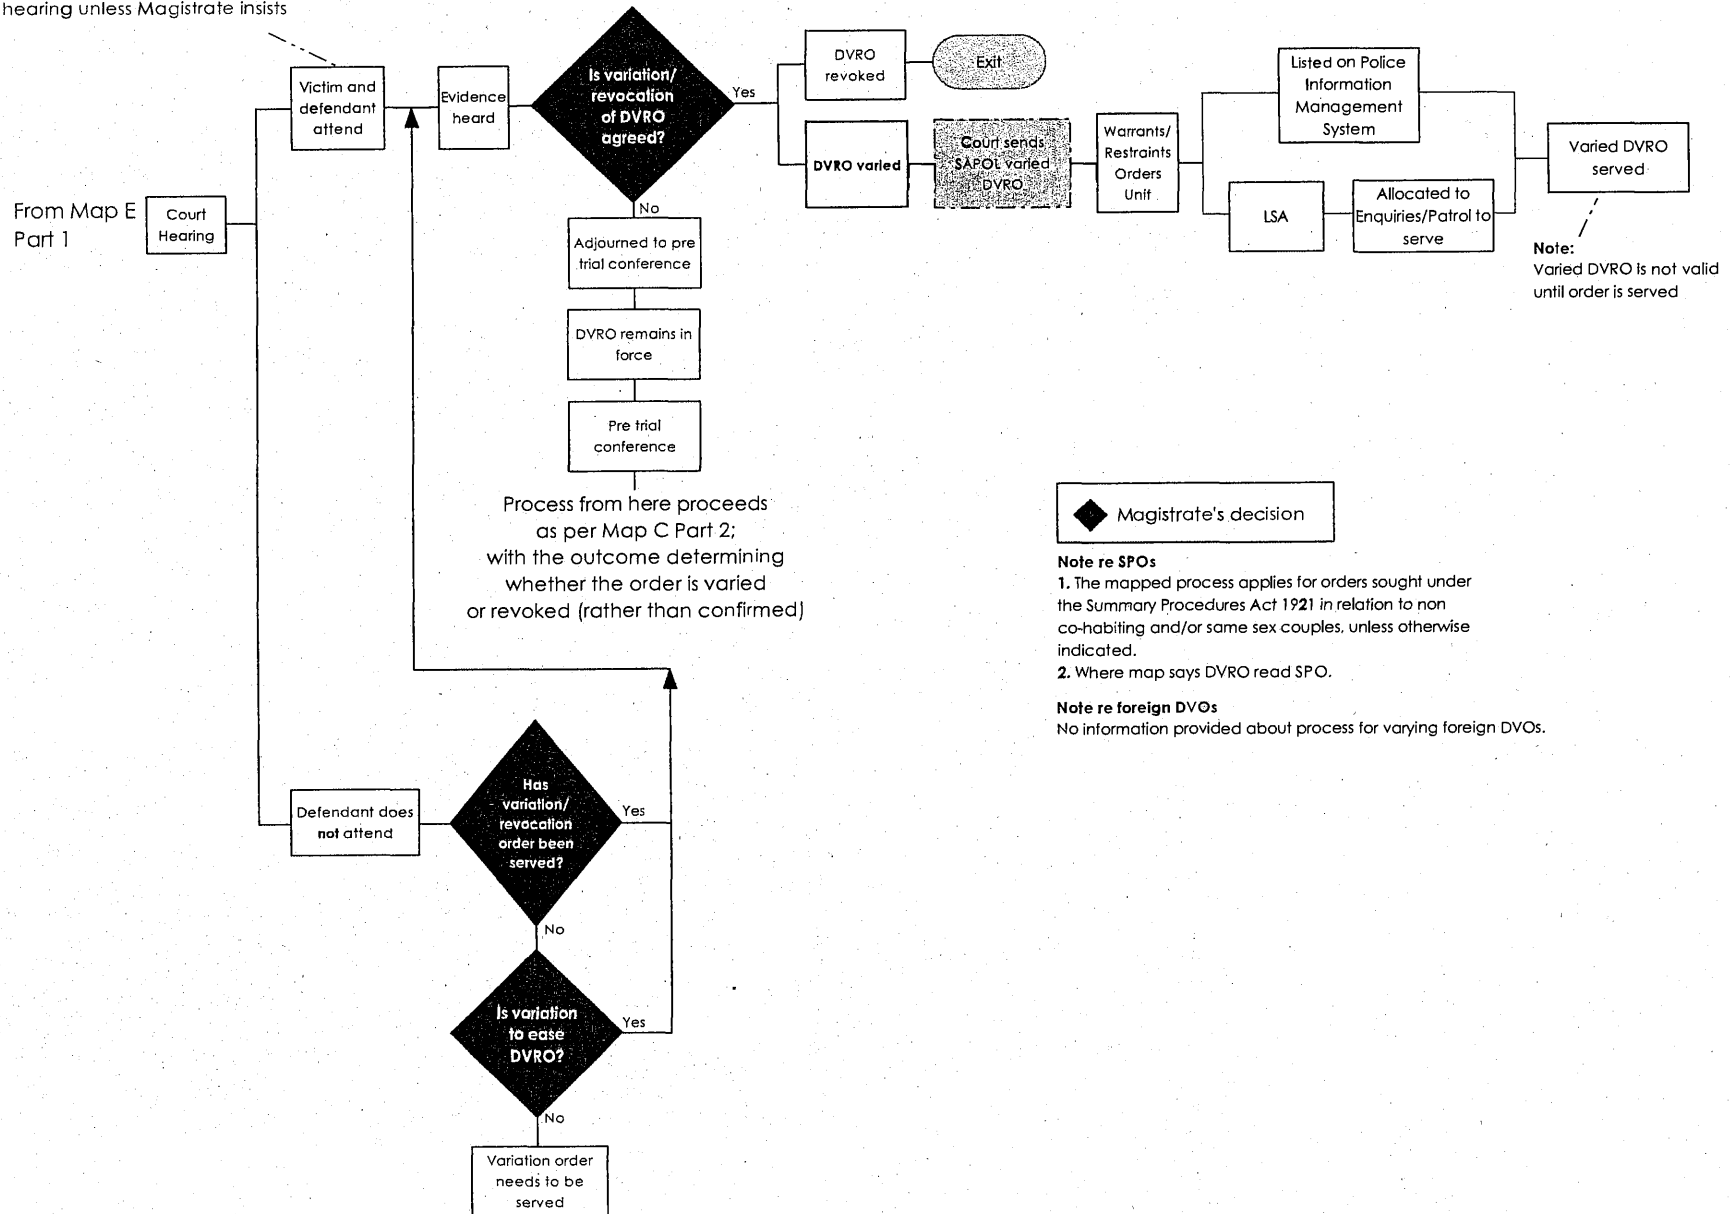 hearing unless Magistrate insists
From Map E
Part 1
Court
Hearing
Victim and
defendant
attend
Evidence
heard
Is variation/
revocation
of DVRO
agreed?
Yes
No
DVRO
revoked
Exit
DVRO varied
Court sends
SAPOL varied
DVRO
Warrants/
Restraints
Orders
Unit
Listed on Police
Information
Management
System
LSA
Allocated to
Enquiries/Patrol to
serve
Varied DVRO
served
Note:
Varied DVRO is not valid
until order is served
Adjourned to pre
trial conference
DVRO remains in
force
Pre trial
conference
Process from here proceeds
as per Map C Part 2;
with the outcome determining
whether the order is varied
or revoked (rather than confirmed)
Magistrate's decision
Note re SPOs
1. The mapped process applies for orders sought under
the Summary Procedures Act 1921 in relation to non
co-habiting and/or same sex couples, unless otherwise
indicated.
2. Where map says DVRO read SPO.
Note re foreign DVOs
No information provided about process for varying foreign DVOs.
Defendant does
not attend
Has
variation/
revocation
order been
served?
Yes
No
Is variation
to ease
DVRO?
Yes
No
Variation order
needs to be
served